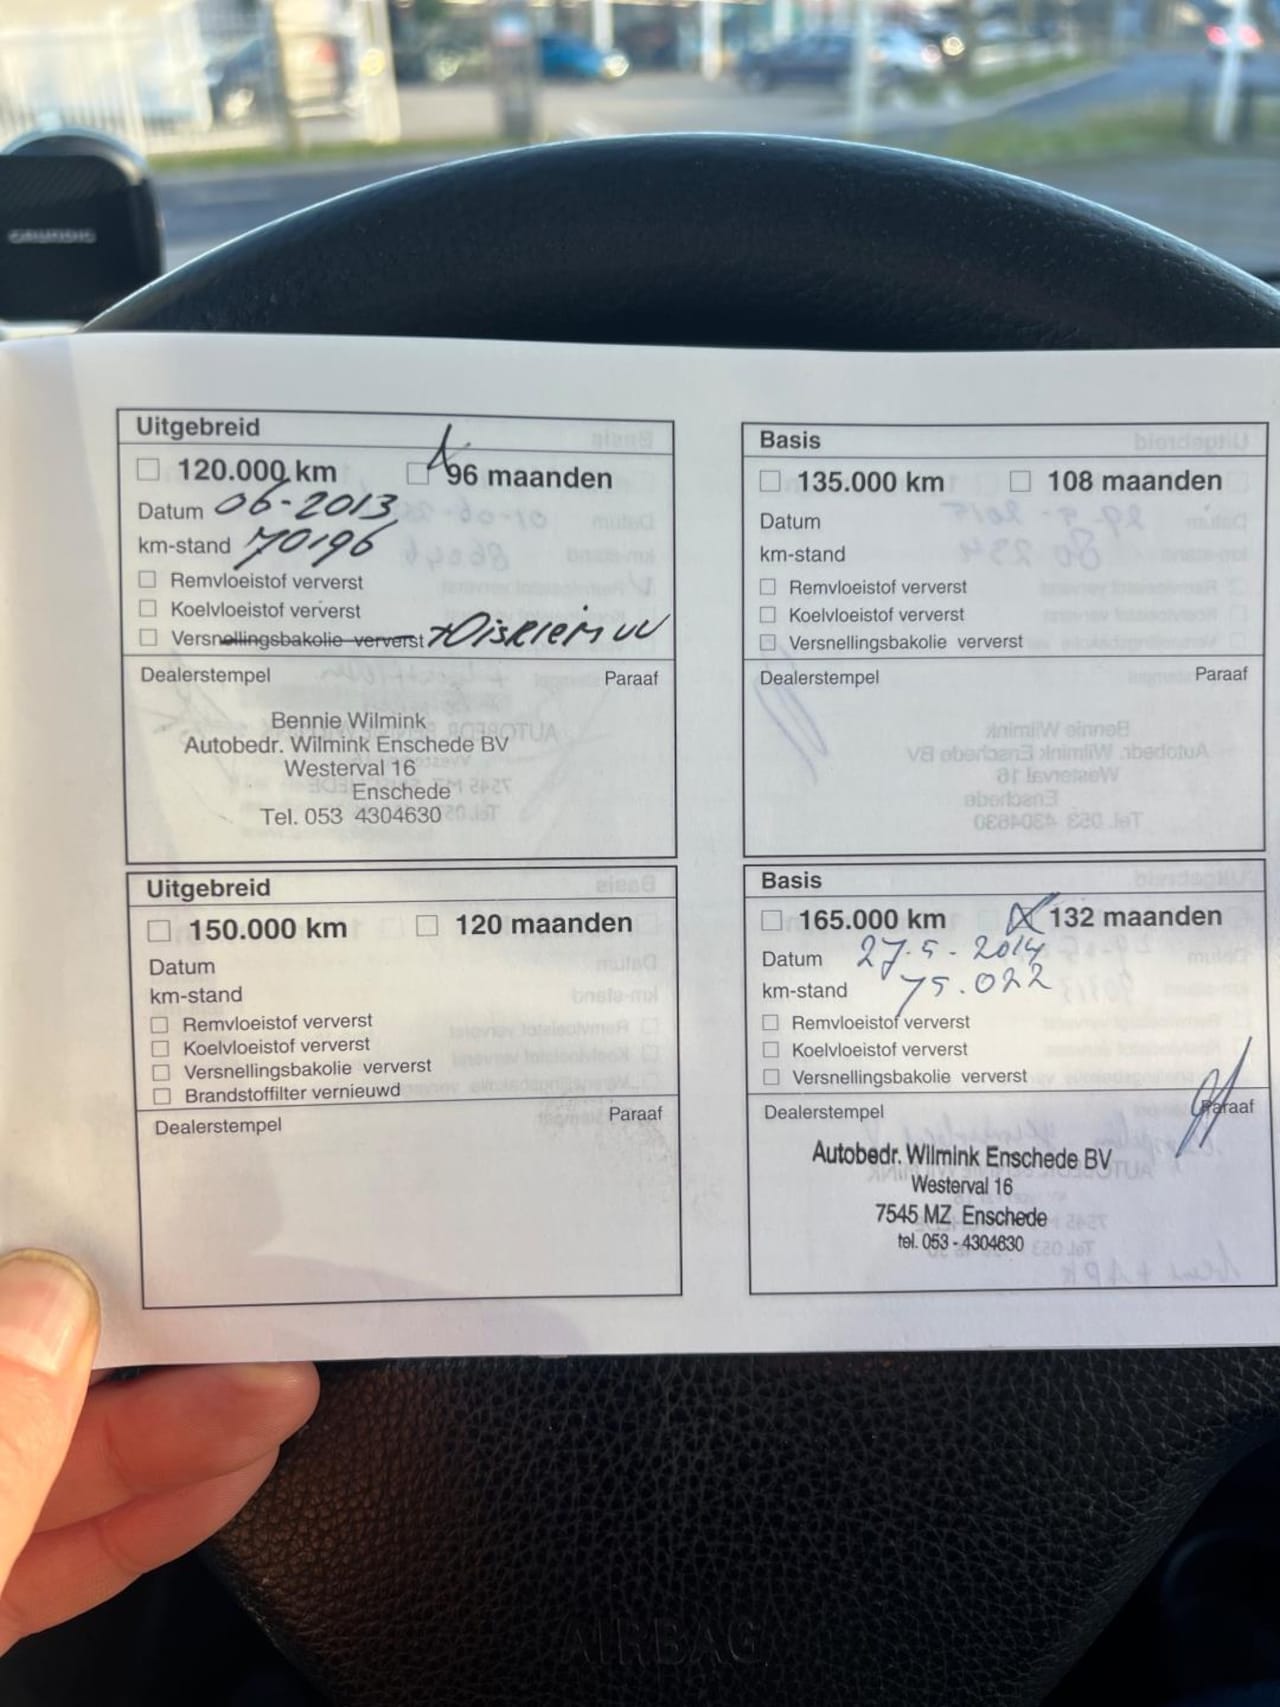 GRUNDIG
Uitgebreid
120.000 km 96 maanden
Datum 06-2013
km-stand 70196
Remvloeistof ververst
Koelvloeistof ververst
Versnellingsbakolie ververst + DISRIEM VV
Dealerstempel Paraaf
Bennie Wilmink
Autobedr. Wilmink Enschede BV
Westerval 16
Enschede
Tel. 053 4304630
Basis
135.000 km 108 maanden
Datum
km-stand
Remvloeistof ververst
Koelvloeistof ververst
Versnellingsbakolie ververst
Dealerstempel Paraaf
Uitgebreid
150.000 km 120 maanden
Datum
km-stand
Remvloeistof ververst
Koelvloeistof ververst
Versnellingsbakolie ververst
Brandstoffilter vernieuwd
Dealerstempel Paraaf
Basis
165.000 km 132 maanden
Datum 27-5-2014
km-stand 75.022
Remvloeistof ververst
Koelvloeistof ververst
Versnellingsbakolie ververst
Dealerstempel Paraaf
Autobedr. Wilmink Enschede BV
Westerval 16
7545 MZ Enschede
tel. 053 - 4304630
AIRBAG